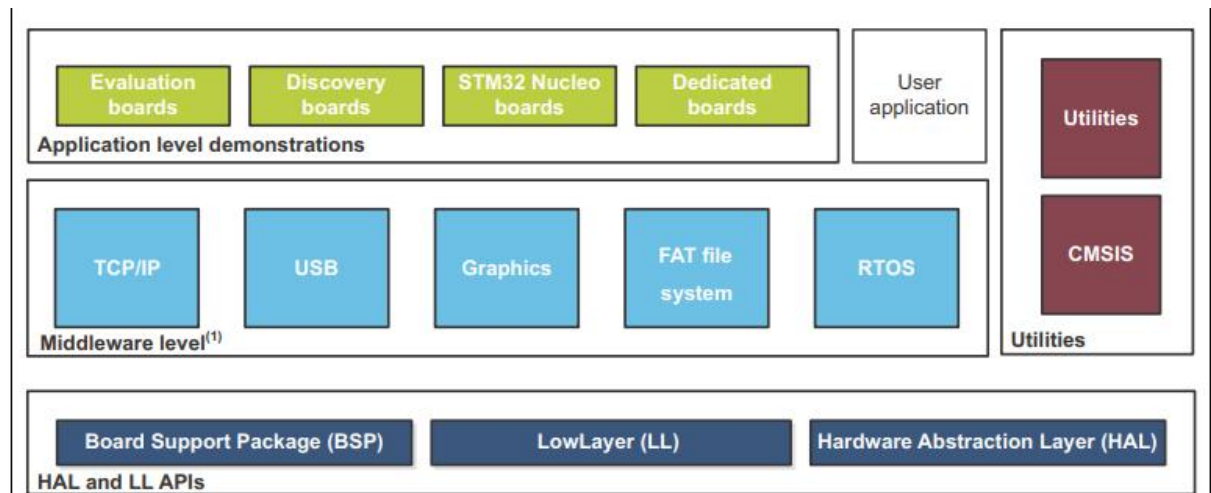 Evaluation
boards
Discovery
boards
STM32 Nucleo
boards
Dedicated
boards
Application level demonstrations
User
application
Utilities
CMSIS
Utilities
TCP/IP
USB
Graphics
FAT file
system
RTOS
Middleware level(1)
Board Support Package (BSP)
LowLayer (LL)
Hardware Abstraction Layer (HAL)
HAL and LL APIs